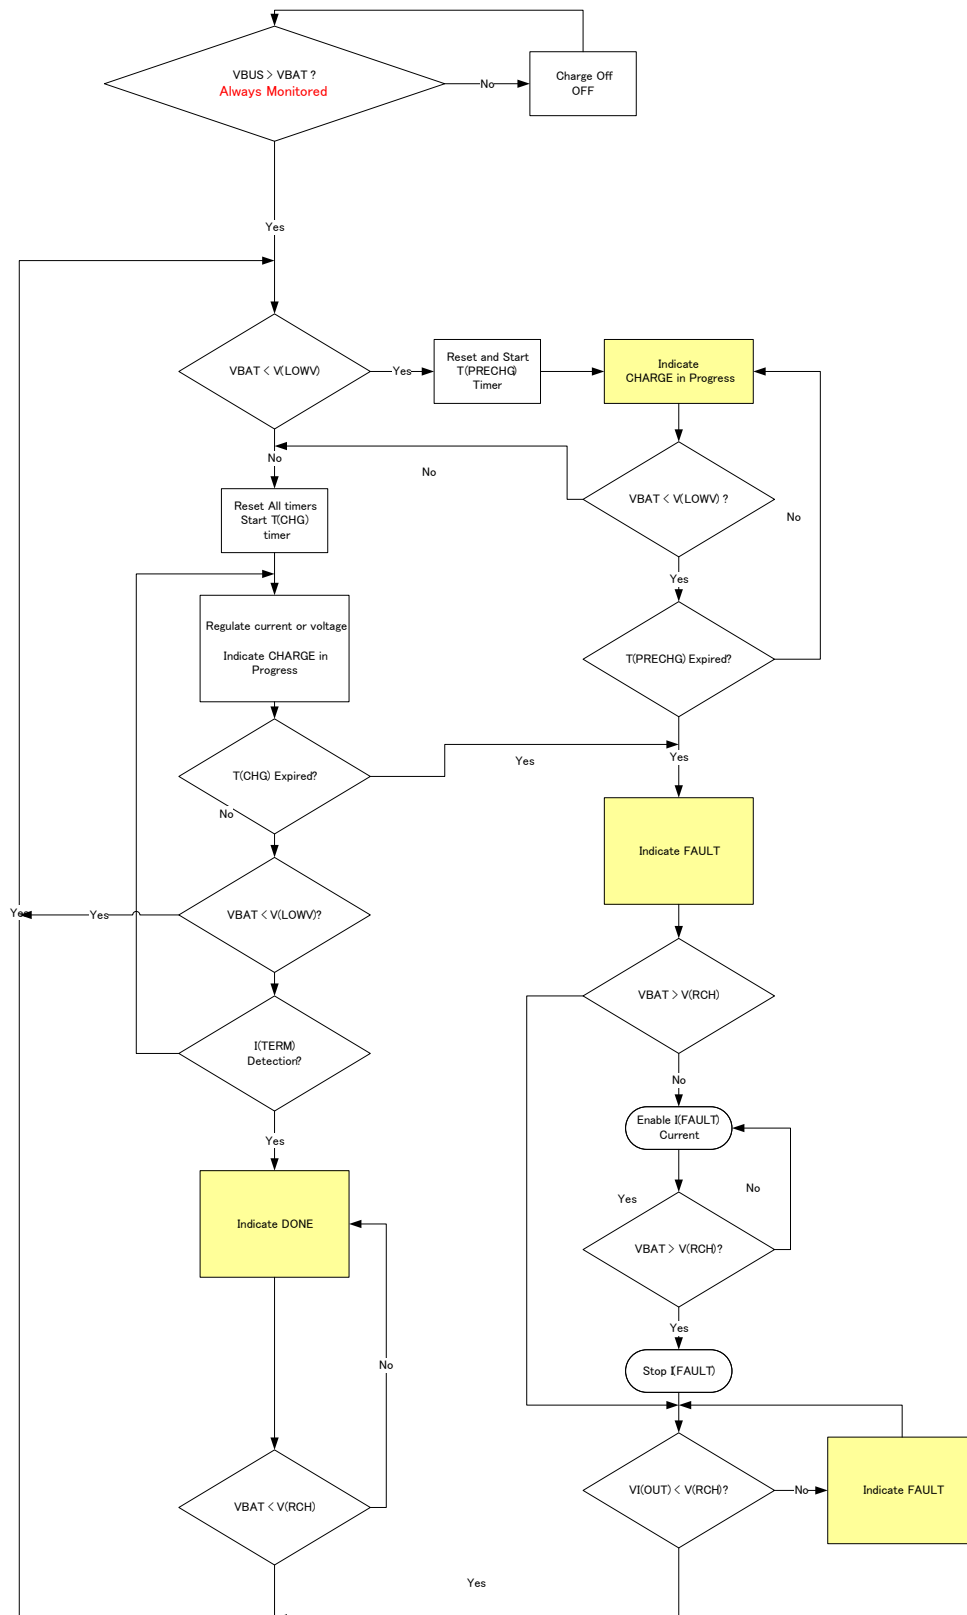 VBUS > VBAT ?
Always Monitored
No
Charge Off
OFF
Yes
VBAT < V(LOWV)
Yes
Reset and Start
T(PRECHG)
Timer
Indicate
CHARGE in Progress
No
No
VBAT < V(LOWV) ?
No
Reset All timers
Start T(CHG)
timer
Yes
Regulate current or voltage
Indicate CHARGE in
Progress
T(PRECHG) Expired?
T(CHG) Expired?
Yes
Yes
No
Indicate FAULT
Yes
Yes
VBAT < V(LOWV)?
VBAT > V(RCH)
I(TERM)
Detection?
No
Enable I(FAULT)
Current
Yes
Yes
No
Indicate DONE
VBAT > V(RCH)?
Yes
No
Stop I(FAULT)
VBAT < V(RCH)
VI(OUT) < V(RCH)?
No
Indicate FAULT
Yes